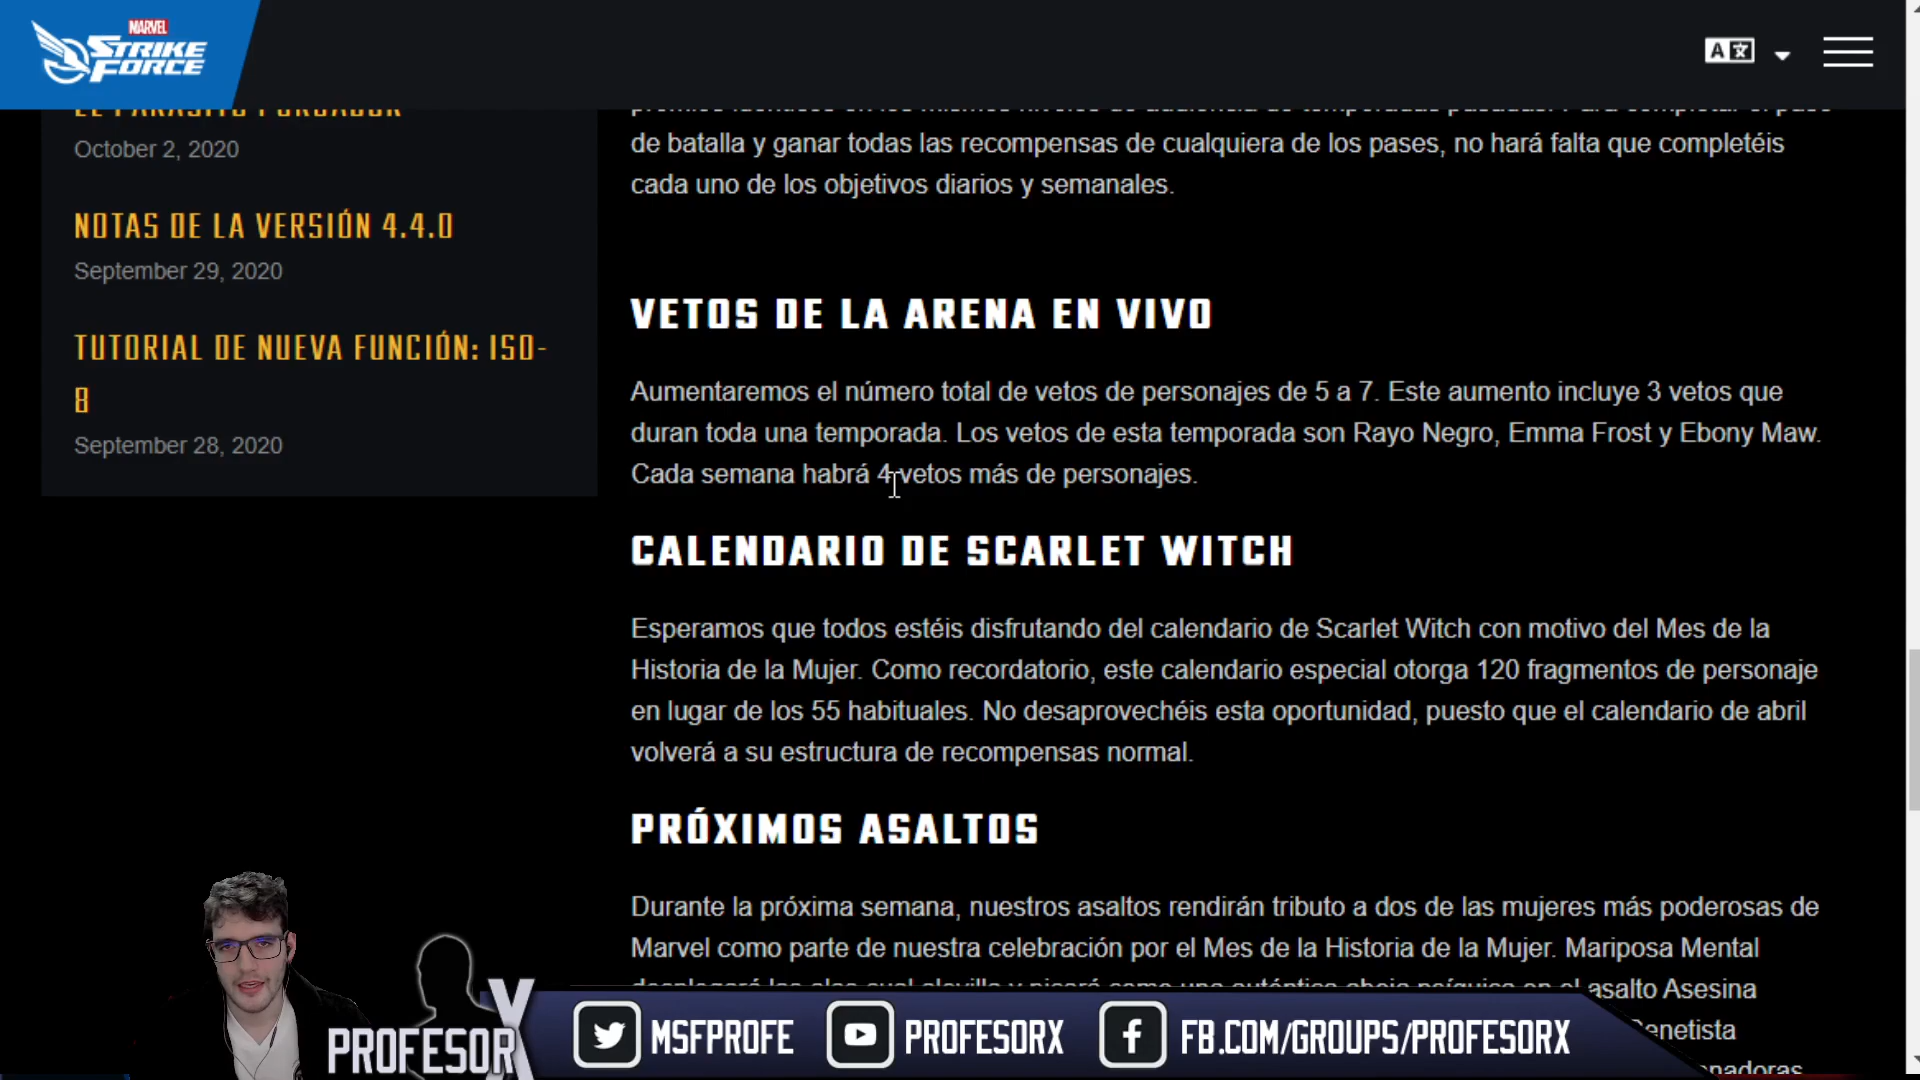 MARVEL
STRIKE
FORCE
A
EL PARÁSITO FORJADOR
October 2, 2020
NOTAS DE LA VERSIÓN 4.4.0
September 29, 2020
TUTORIAL DE NUEVA FUNCIÓN: ISO-
8
September 28, 2020
de batalla y ganar todas las recompensas de cualquiera de los pases, no hará falta que completéis
cada uno de los objetivos diarios y semanales.
VETOS DE LA ARENA EN VIVO
Aumentaremos el número total de vetos de personajes de 5 a 7. Este aumento incluye 3 vetos que
duran toda una temporada. Los vetos de esta temporada son Rayo Negro, Emma Frost y Ebony Maw.
Cada semana habrá 4 vetos más de personajes.
CALENDARIO DE SCARLET WITCH
Esperamos que todos estéis disfrutando del calendario de Scarlet Witch con motivo del Mes de la
Historia de la Mujer. Como recordatorio, este calendario especial otorga 120 fragmentos de personaje
en lugar de los 55 habituales. No desaprovechéis esta oportunidad, puesto que el calendario de abril
volverá a su estructura de recompensas normal.
PRÓXIMOS ASALTOS
Durante la próxima semana, nuestros asaltos rendirán tributo a dos de las mujeres más poderosas de
Marvel como parte de nuestra celebración por el Mes de la Historia de la Mujer. Mariposa Mental
asalto Asesina
Genetista
PROFESOR X
MSFPROFE
PROFESORX
FB.COM/GROUPS/PROFESORX